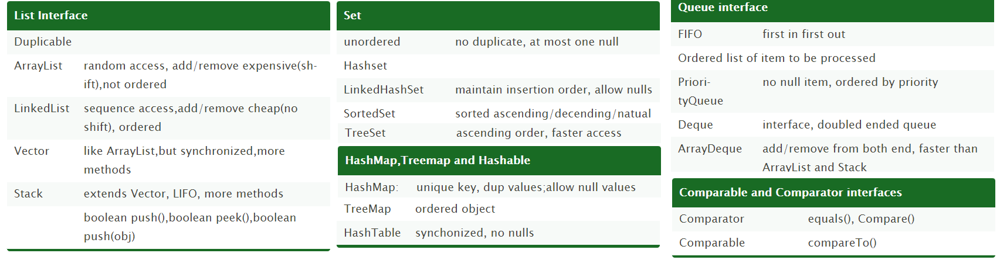 List Interface
Duplicable
ArrayList random access, add/remove expensive(sh-
ift),not ordered
LinkedList sequence access,add/remove cheap(no
shift), ordered
Vector like ArrayList,but synchronized,more
methods
Stack extends Vector, LIFO, more methods
boolean push(),boolean peek(),boolean
push(obj)
Set
unordered no duplicate, at most one null
Hashset
LinkedHashSet maintain insertion order, allow nulls
SortedSet sorted ascending/decending/natual
TreeSet ascending order, faster access
HashMap,Treemap and Hashable
HashMap: unique key, dup values;allow null values
TreeMap ordered object
HashTable synchonized, no nulls
Queue interface
FIFO first in first out
Ordered list of item to be processed
Priori- no null item, ordered by priority
tyQueue
Deque interface, doubled ended queue
ArrayDeque add/remove from both end, faster than
ArrayList and Stack
Comparable and Comparator interfaces
Comparator equals(), Compare()
Comparable compareTo()